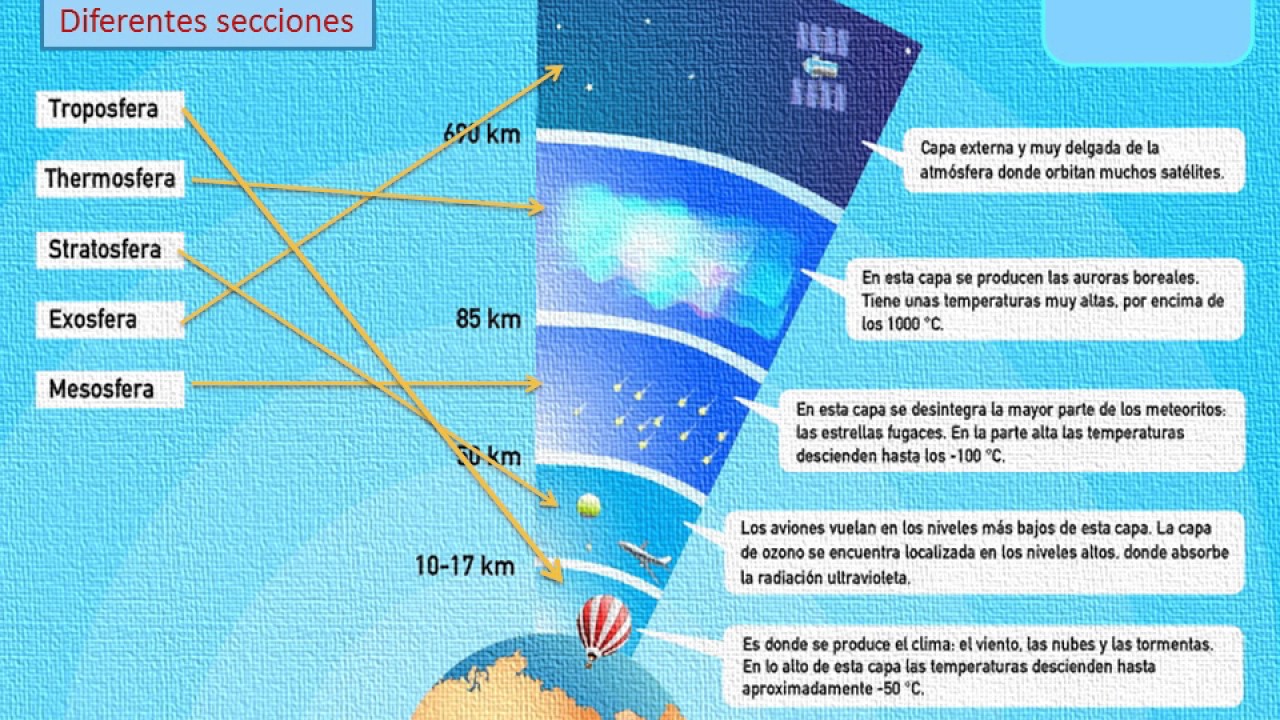 Diferentes secciones
Troposfera
Thermosfera
Stratosfera
Exosfera
Mesosfera
690 km
85 km
50 km
10-17 km
Capa externa y muy delgada de la
atmósfera donde orbitan muchos satélites.
En esta capa se producen las auroras boreales.
Tiene unas temperaturas muy altas, por encima de
los 1000 °C.
En esta capa se desintegra la mayor parte de los meteoritos:
las estrellas fugaces. En la parte alta las temperaturas
descienden hasta los -100 °C.
Los aviones vuelan en los niveles más bajos de esta capa. La capa
de ozono se encuentra localizada en los niveles altos, donde absorbe
la radiación ultravioleta.
Es donde se produce el clima: el viento, las nubes y las tormentas.
En lo alto de esta capa las temperaturas descienden hasta
aproximadamente -50 °C.